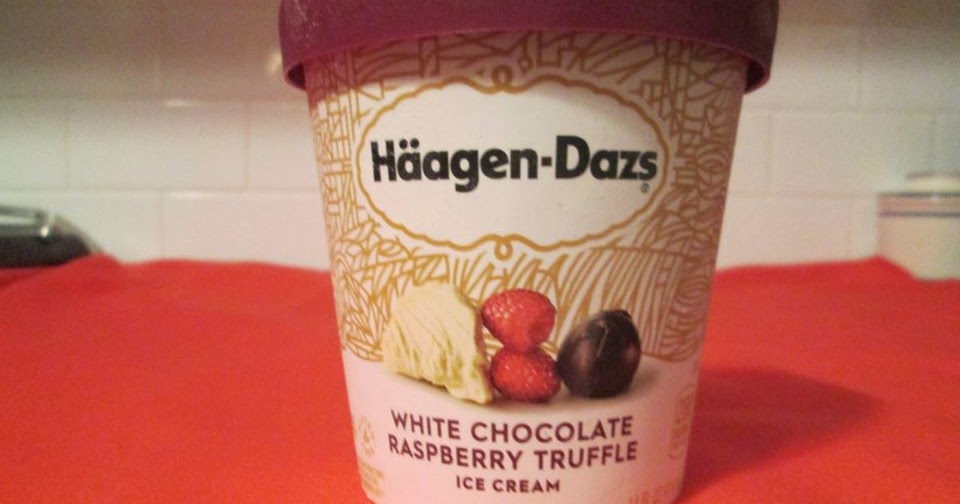 Häagen-Dazs®
WHITE CHOCOLATE
RASPBERRY TRUFFLE
ICE CREAM